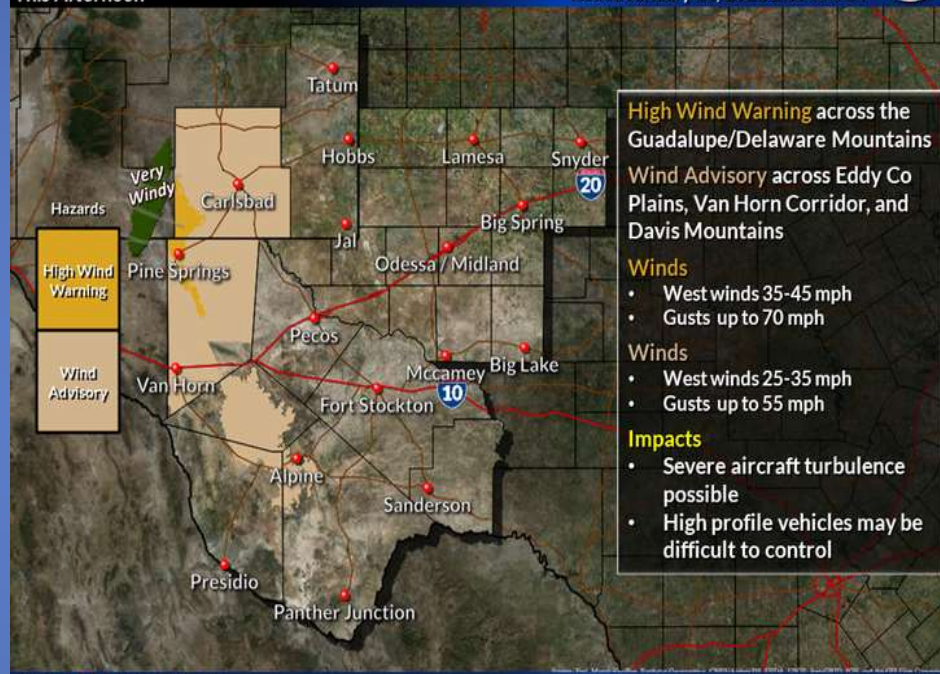 This Afternoon
Tatum
Hobbs
Lamesa
Snyder
20
Very
Windy
Carlsbad
Big Spring
Jal
Odessa / Midland
Hazards
High Wind
Warning
Wind
Advisory
Pine Springs
Pecos
Van Horn
Mccamey
Big Lake
Fort Stockton
10
Alpine
Sanderson
Presidio
Panther Junction
High Wind Warning across the
Guadalupe/Delaware Mountains
Wind Advisory across Eddy Co
Plains, Van Horn Corridor, and
Davis Mountains
Winds
• West winds 35-45 mph
• Gusts up to 70 mph
Winds
• West winds 25-35 mph
• Gusts up to 55 mph
Impacts
• Severe aircraft turbulence
possible
• High profile vehicles may be
difficult to control